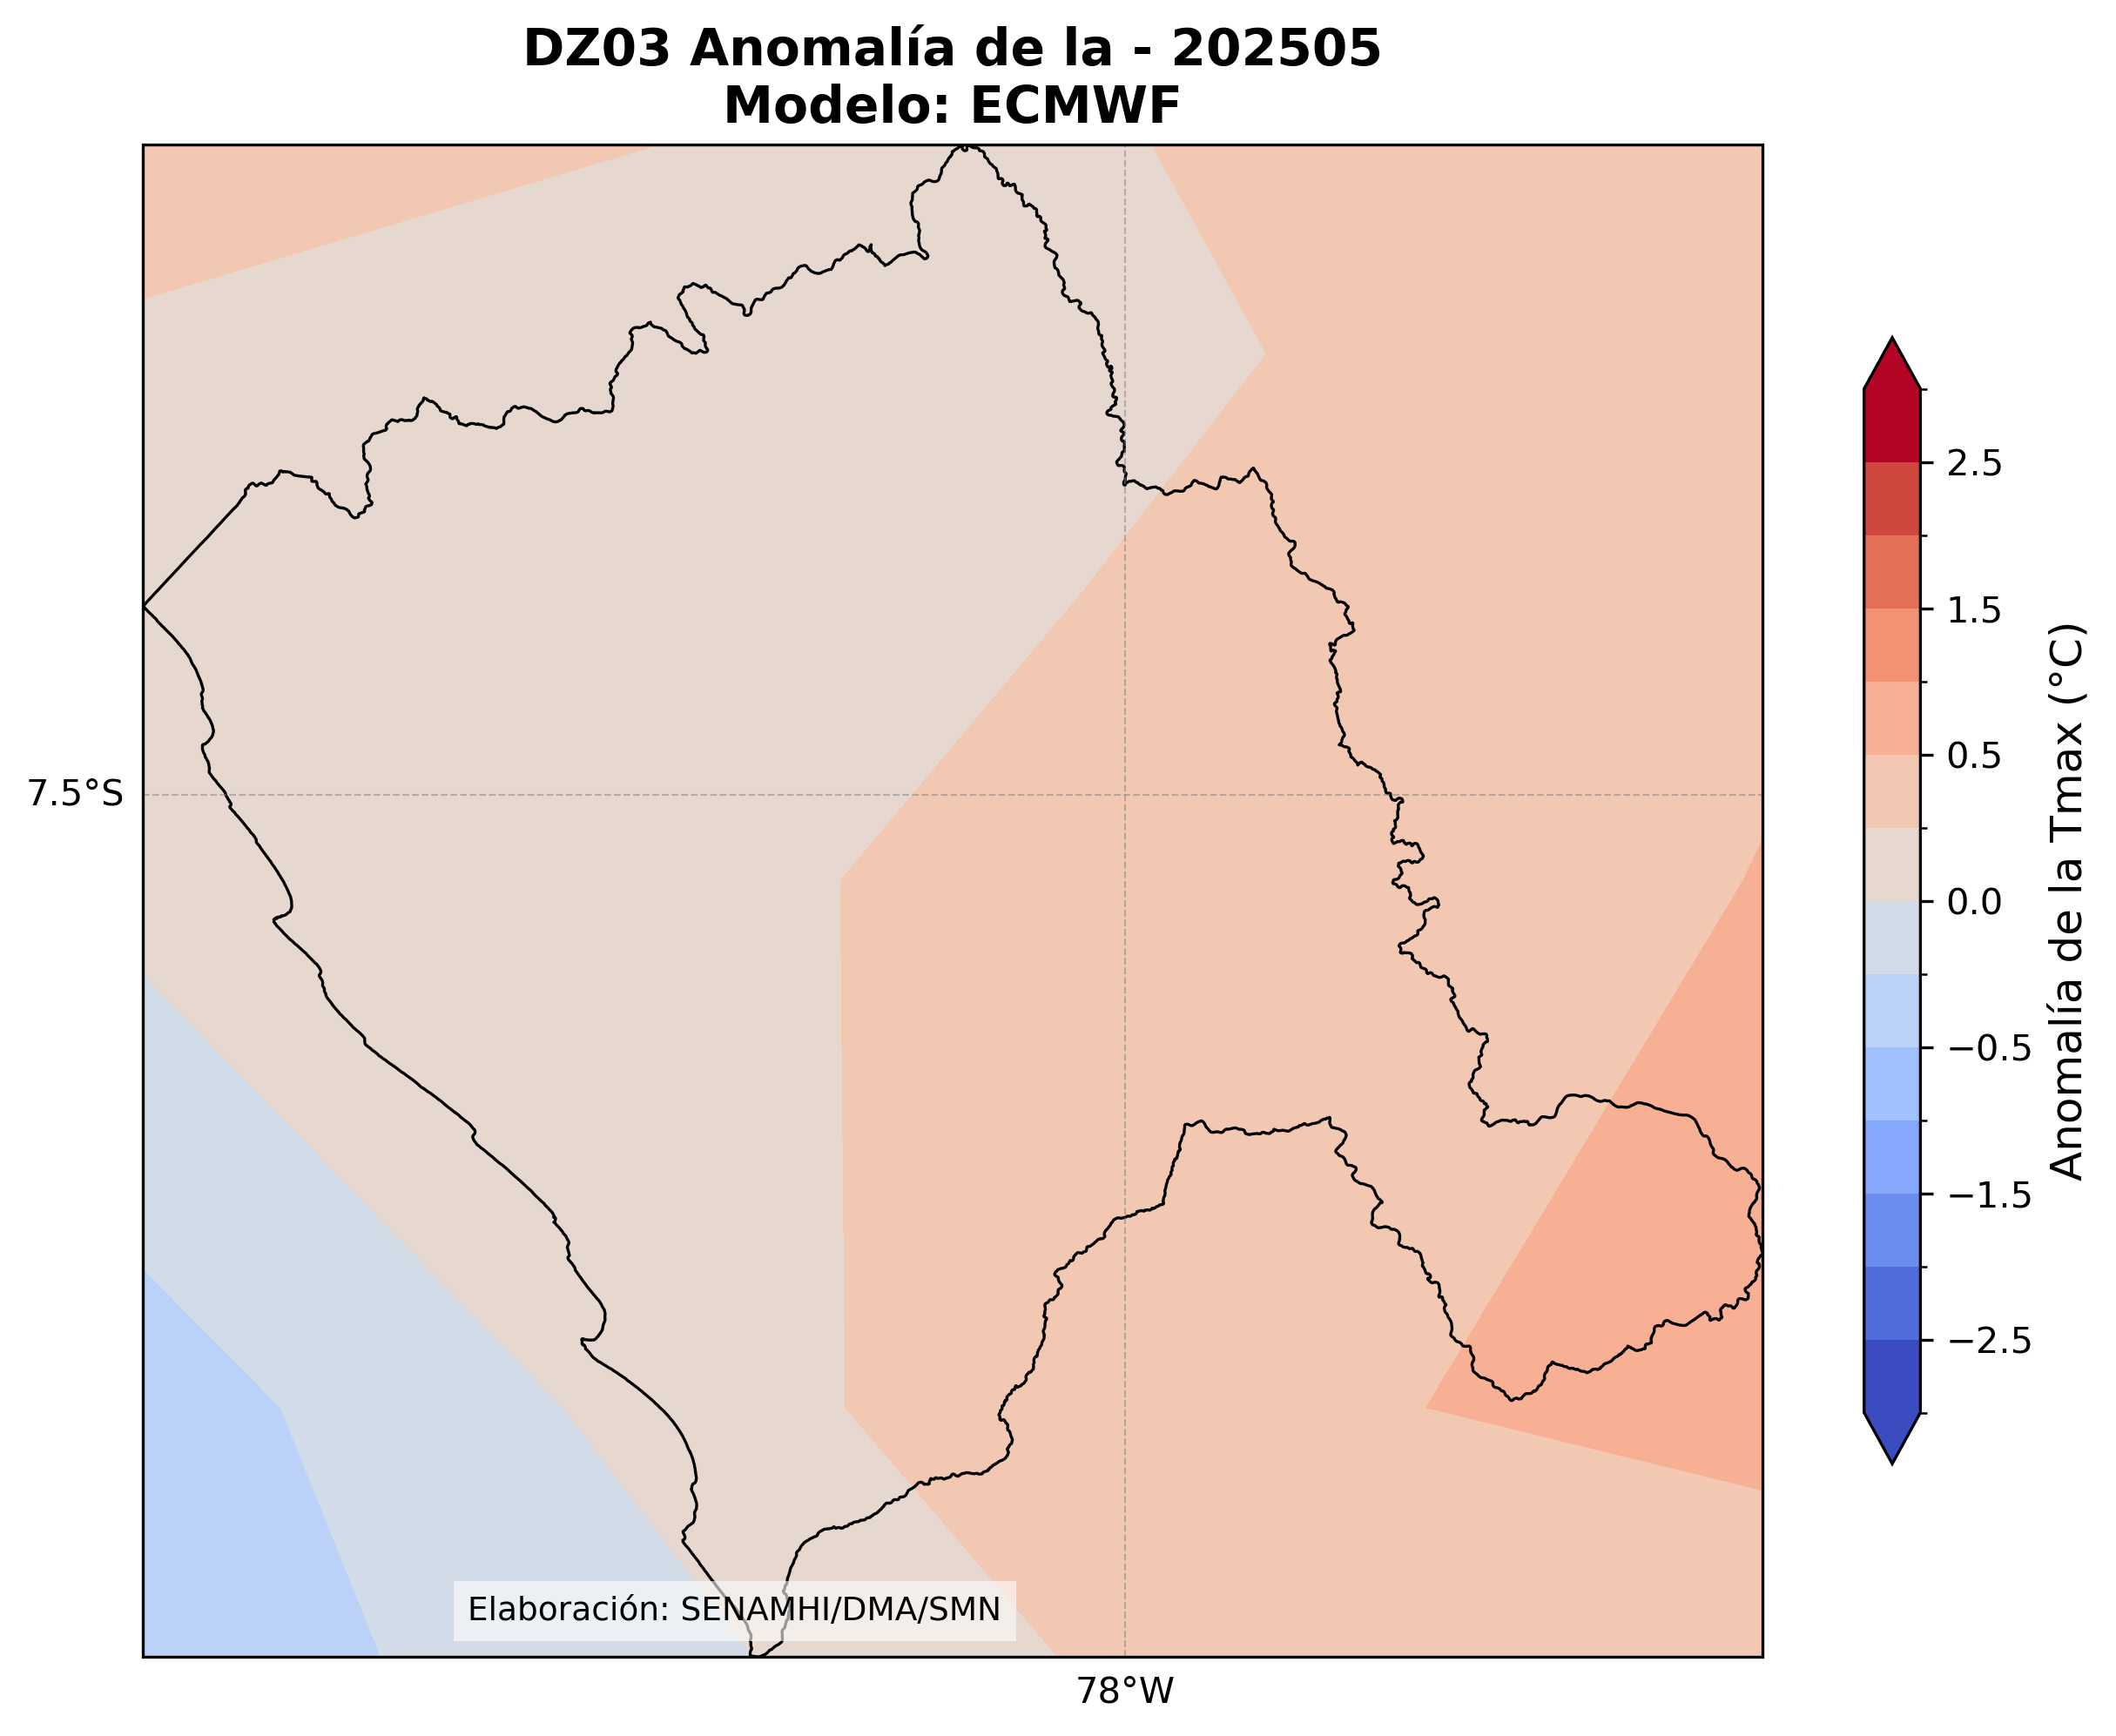 DZ03 Anomalía de la - 202505
Modelo: ECMWF
7.5°S
78°W
Elaboración: SENAMHI/DMA/SMN
2.5
1.5
0.5
0.0
−0.5
−1.5
−2.5
Anomalía de la Tmax (°C)